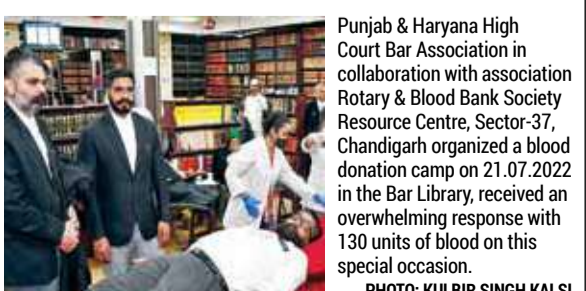 Punjab & Haryana High
Court Bar Association in
collaboration with association
Rotary & Blood Bank Society
Resource Centre, Sector-37,
Chandigarh organized a blood
donation camp on 21.07.2022
in the Bar Library, received an
overwhelming response with
130 units of blood on this
special occasion.
PHOTO: KULBIR SINGH KALSI